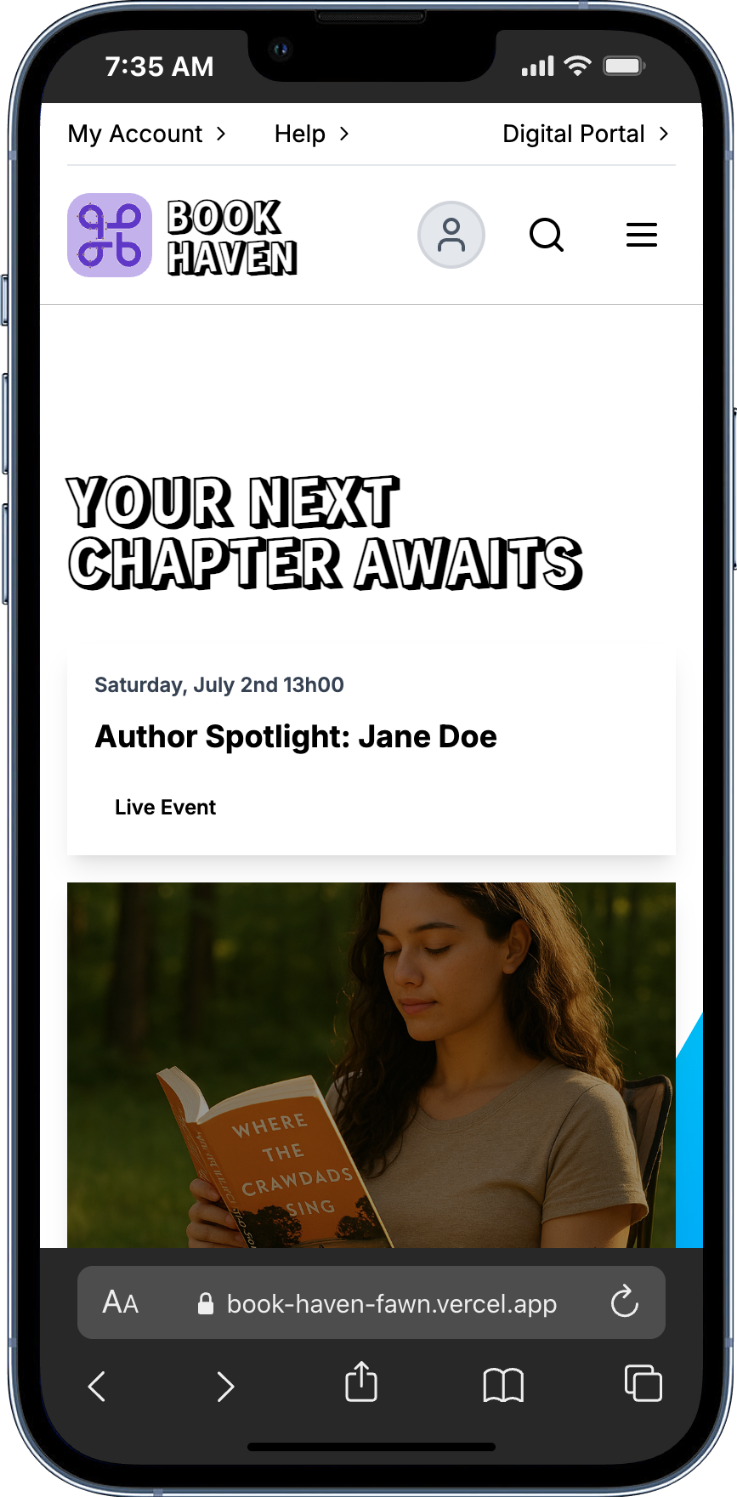 7:35 AM
My Account
Help
Digital Portal
BOOK
HAVEN
YOUR NEXT
CHAPTER AWAITS
Saturday, July 2nd 13h00
Author Spotlight: Jane Doe
Live Event
WHERE
THE
CRAWDADS
SING
AA
book-haven-fawn.vercel.app